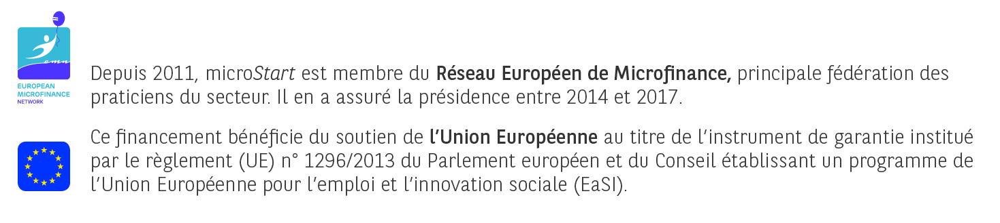 emn
EUROPEAN
MICROFINANCE
NETWORK
Depuis 2011, microStart est membre du Réseau Européen de Microfinance, principale fédération des
praticiens du secteur. Il en a assuré la présidence entre 2014 et 2017.
Ce financement bénéficie du soutien de l’Union Européenne au titre de l’instrument de garantie institué
par le règlement (UE) n° 1296/2013 du Parlement européen et du Conseil établissant un programme de
l’Union Européenne pour l’emploi et l’innovation sociale (EaSI).